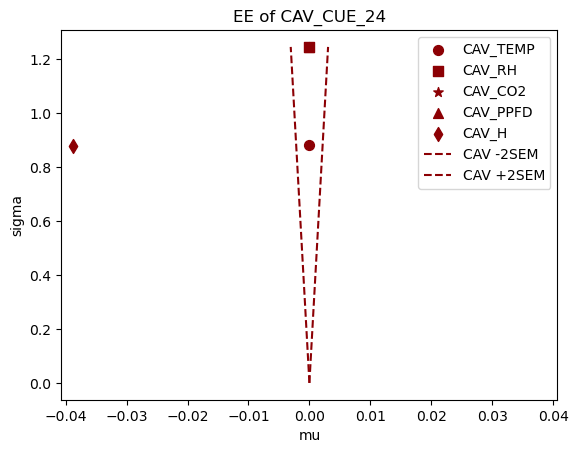 EE of CAV_CUE_24
CAV_TEMP
CAV_RH
CAV_CO2
CAV_PPFD
CAV_H
CAV -2SEM
CAV +2SEM
sigma
1.2
1.0
0.8
0.6
0.4
0.2
0.0
−0.04 −0.03 −0.02 −0.01 0.00 0.01 0.02 0.03 0.04
mu